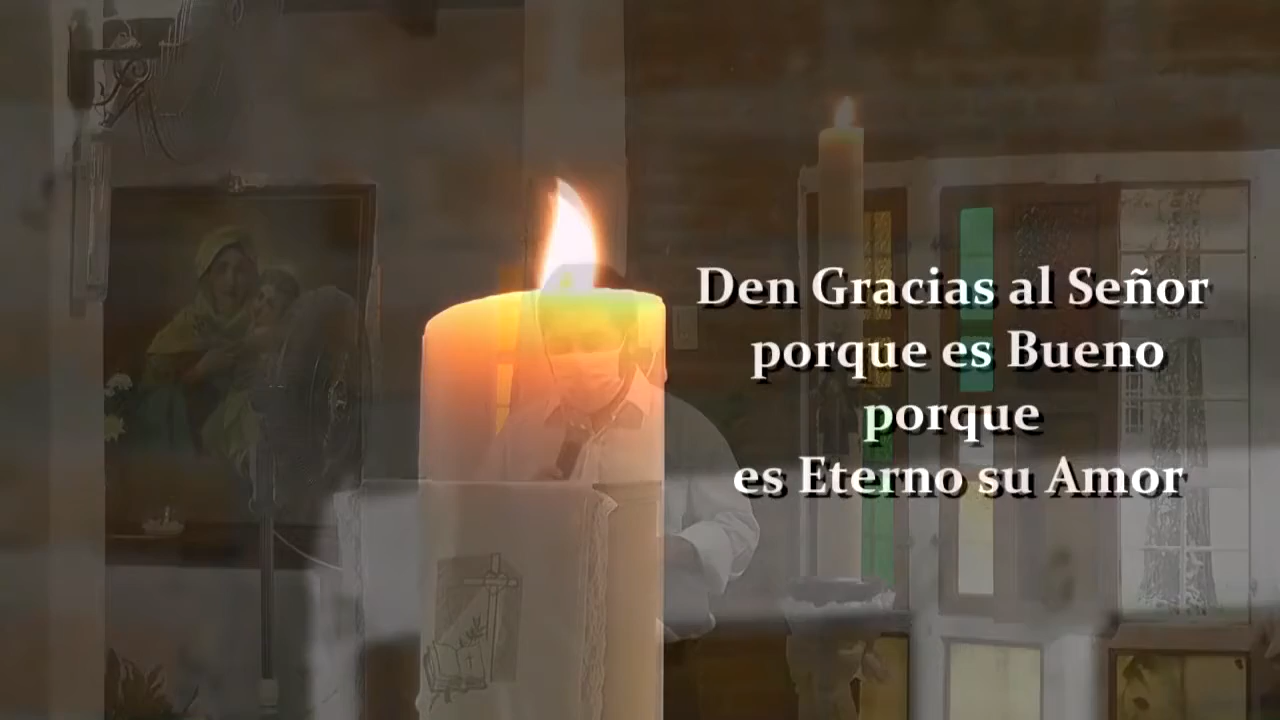 Den Gracias al Señor
porque es Bueno
porque
es Eterno su Amor